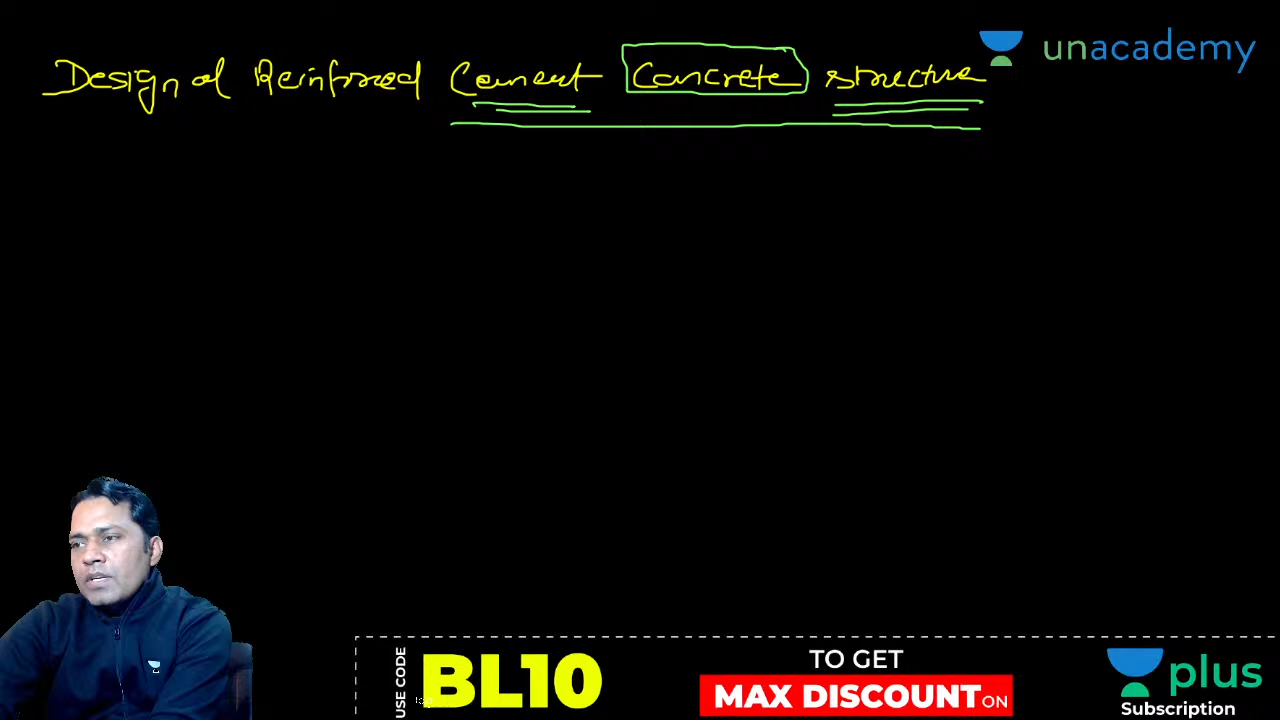 Design of Reinforced Cement Concrete structure
unacademy
USE CODE
BL10
TO GET
MAX DISCOUNT ON
plus
Subscription